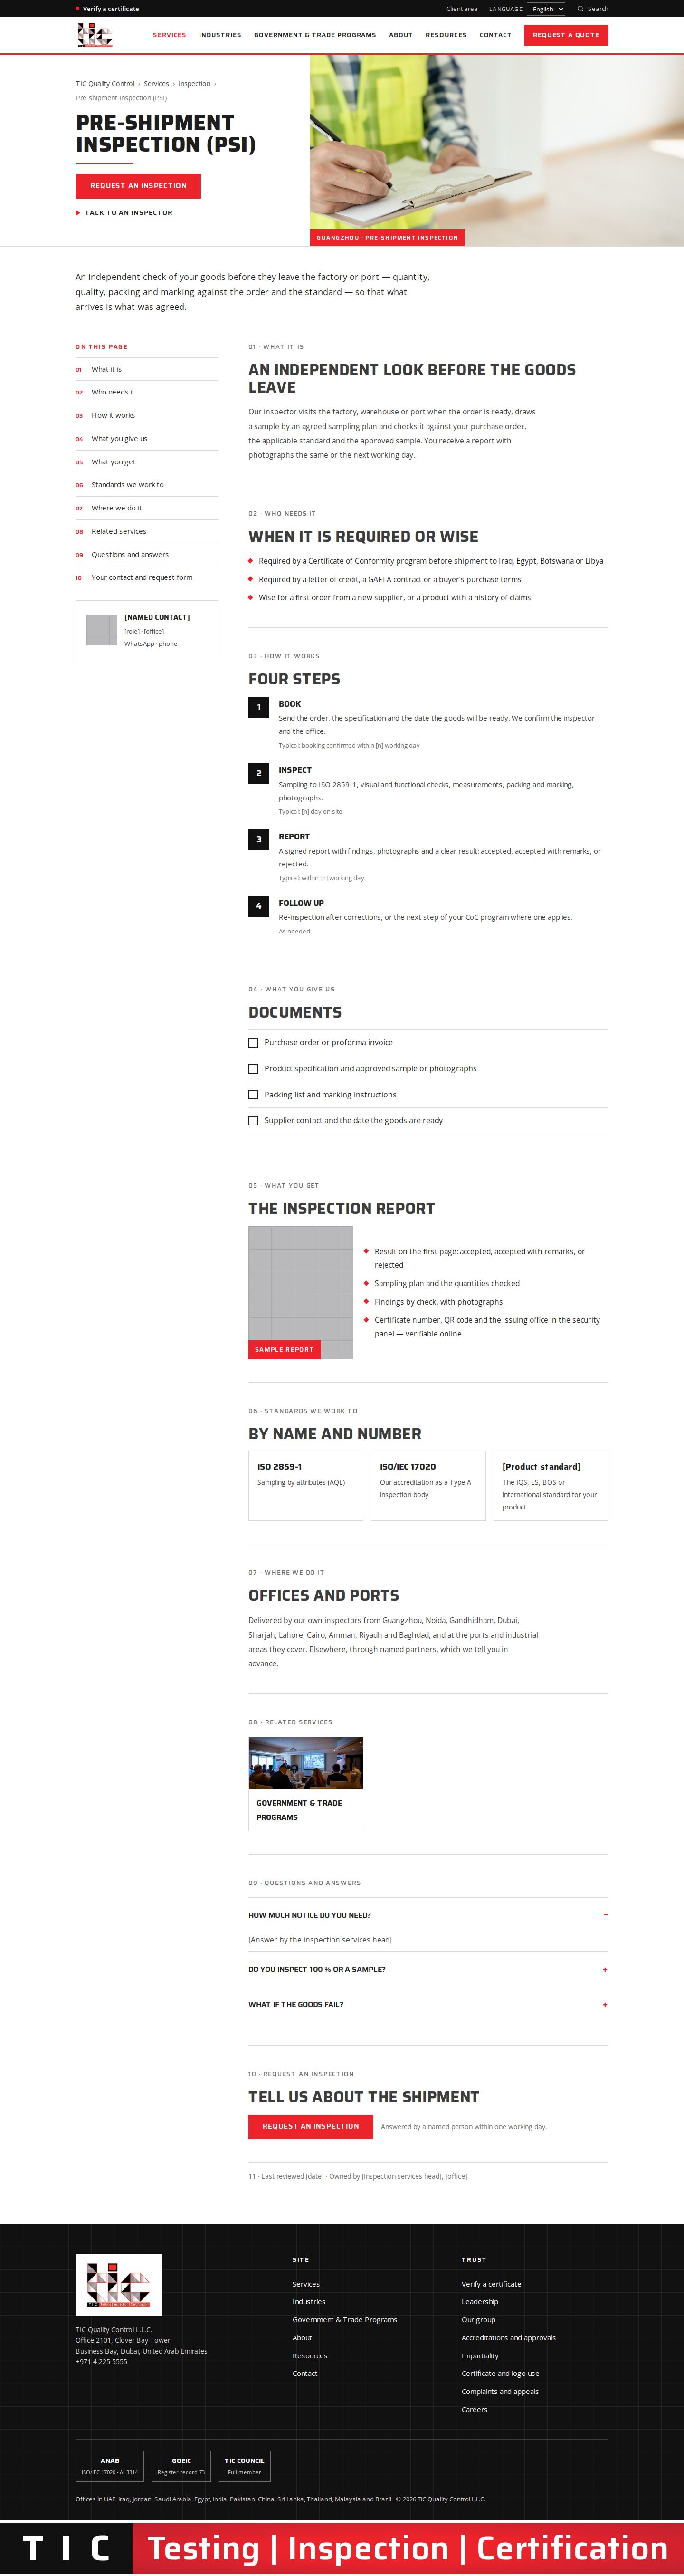 Verify a certificate
Client area LANGUAGE English Search
SERVICES INDUSTRIES GOVERNMENT & TRADE PROGRAMS ABOUT RESOURCES CONTACT REQUEST A QUOTE
TIC Quality Control › Services › Inspection ›
Pre-shipment Inspection (PSI)
PRE-SHIPMENT
INSPECTION (PSI)
REQUEST AN INSPECTION
TALK TO AN INSPECTOR
GUANGZHOU · PRE-SHIPMENT INSPECTION
An independent check of your goods before they leave the factory or port — quantity,
quality, packing and marking against the order and the standard — so that what
arrives is what was agreed.
ON THIS PAGE
01 What it is
02 Who needs it
03 How it works
04 What you give us
05 What you get
06 Standards we work to
07 Where we do it
08 Related services
09 Questions and answers
10 Your contact and request form
[NAMED CONTACT]
[role] · [office]
WhatsApp · phone
01 · WHAT IT IS
AN INDEPENDENT LOOK BEFORE THE GOODS
LEAVE
Our inspector visits the factory, warehouse or port when the order is ready, draws
a sample by an agreed sampling plan and checks it against your purchase order,
the applicable standard and the approved sample. You receive a report with
photographs the same or the next working day.
02 · WHO NEEDS IT
WHEN IT IS REQUIRED OR WISE
Required by a Certificate of Conformity program before shipment to Iraq, Egypt, Botswana or Libya
Required by a letter of credit, a GAFTA contract or a buyer's purchase terms
Wise for a first order from a new supplier, or a product with a history of claims
03 · HOW IT WORKS
FOUR STEPS
1 BOOK
Send the order, the specification and the date the goods will be ready. We confirm the inspector
and the office.
Typical: booking confirmed within [n] working day
2 INSPECT
Sampling to ISO 2859-1, visual and functional checks, measurements, packing and marking,
photographs.
Typical: [n] day on site
3 REPORT
A signed report with findings, photographs and a clear result: accepted, accepted with remarks, or
rejected.
Typical: within [n] working day
4 FOLLOW UP
Re-inspection after corrections, or the next step of your CoC program where one applies.
As needed
04 · WHAT YOU GIVE US
DOCUMENTS
Purchase order or proforma invoice
Product specification and approved sample or photographs
Packing list and marking instructions
Supplier contact and the date the goods are ready
05 · WHAT YOU GET
THE INSPECTION REPORT
SAMPLE REPORT
Result on the first page: accepted, accepted with remarks, or
rejected
Sampling plan and the quantities checked
Findings by check, with photographs
Certificate number, QR code and the issuing office in the security
panel — verifiable online
06 · STANDARDS WE WORK TO
BY NAME AND NUMBER
ISO 2859-1
Sampling by attributes (AQL)
ISO/IEC 17020
Our accreditation as a Type A
inspection body
[Product standard]
The IQS, ES, BOS or
international standard for your
product
07 · WHERE WE DO IT
OFFICES AND PORTS
Delivered by our own inspectors from Guangzhou, Noida, Gandhidham, Dubai,
Sharjah, Lahore, Cairo, Amman, Riyadh and Baghdad, and at the ports and industrial
areas they cover. Elsewhere, through named partners, which we tell you in
advance.
08 · RELATED SERVICES
GOVERNMENT & TRADE
PROGRAMS
09 · QUESTIONS AND ANSWERS
HOW MUCH NOTICE DO YOU NEED? –
[Answer by the inspection services head]
DO YOU INSPECT 100 % OR A SAMPLE? +
WHAT IF THE GOODS FAIL? +
10 · REQUEST AN INSPECTION
TELL US ABOUT THE SHIPMENT
REQUEST AN INSPECTION Answered by a named person within one working day.
11 · Last reviewed [date] · Owned by [Inspection services head], [office]
TIC Testing | Inspection | Certification
TIC Quality Control L.L.C.
Office 2101, Clover Bay Tower
Business Bay, Dubai, United Arab Emirates
+971 4 225 5555
SITE
Services
Industries
Government & Trade Programs
About
Resources
Contact
TRUST
Verify a certificate
Leadership
Our group
Accreditations and approvals
Impartiality
Certificate and logo use
Complaints and appeals
Careers
ANAB
ISO/IEC 17020 · AI-3314
GOEIC
Register record 73
TIC COUNCIL
Full member
Offices in UAE, Iraq, Jordan, Saudi Arabia, Egypt, India, Pakistan, China, Sri Lanka, Thailand, Malaysia and Brazil · © 2026 TIC Quality Control L.L.C.
TIC Testing | Inspection | Certification